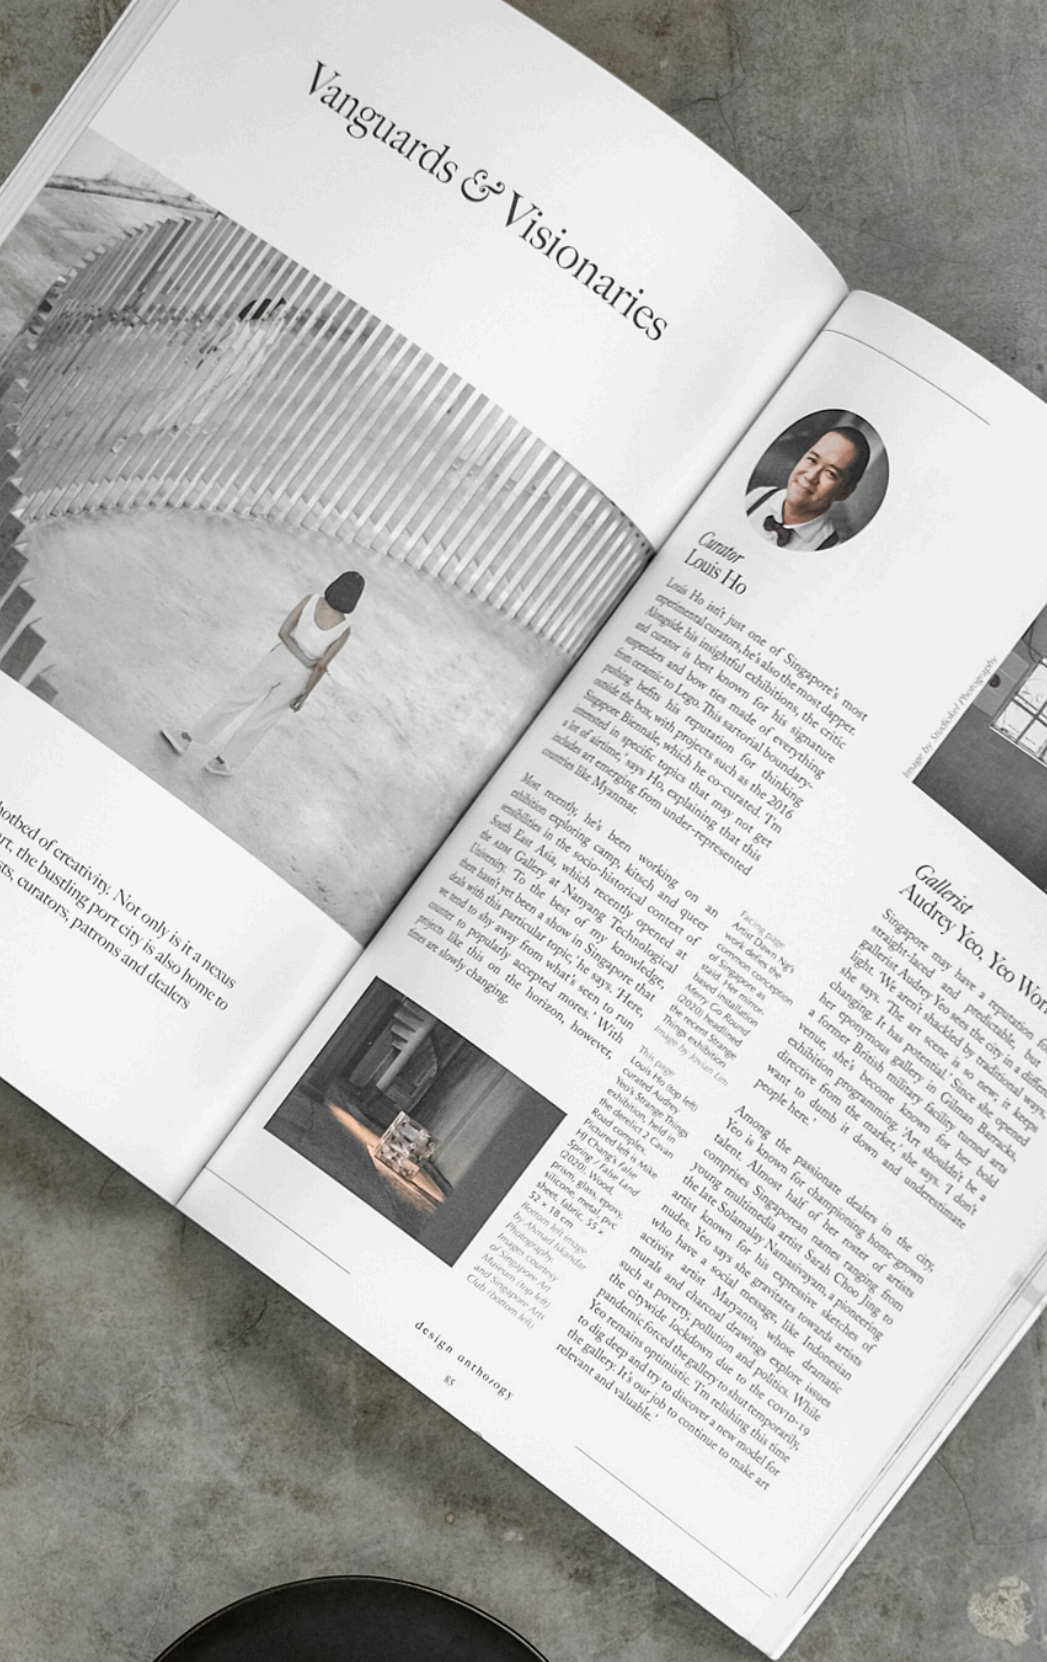 Vanguards & Visionaries
hotbed of creativity. Not only is it a nexus
the bustling port city is also home to
curators, patrons and dealers
Curator
Louis Ho
Louis Ho isn't just one of Singapore's most
experimental curators, he's also the most dapper.
Alongside his insightful exhibitions, the critic
and curator is best known for his signature
suspenders and bow ties made of everything
from ceramic to Lego. This sartorial boundary-
pushing befits his reputation for thinking
outside the box, with projects such as the 2016
Singapore Biennale, which he co-curated. 'I'm
interested in specific topics that may not get
a lot of airtime,' says Ho, explaining that this
includes art emerging from under-represented
countries like Myanmar.
Most recently, he's been working on an
exhibition exploring camp, kitsch and queer
sensibilities in the socio-historical context of
South East Asia, which recently opened at
the ADM Gallery at Nanyang Technological
University. 'To the best of my knowledge,
there hasn't yet been a show in Singapore that
deals with this particular topic,' he says. 'Here,
we tend to shy away from what's seen to run
counter to popularly accepted mores.' With
projects like this on the horizon, however,
times are slowly changing.
Facing page
Artist Dawn Ng's
work defies the
common conception
of Singapore as
staid. Her mirror-
based installation
Merry Go Round
(2020) headlined
the recent Strange
Things exhibition.
Image by Jovian Lim
This page
Louis Ho (top left)
curated Audrey
Yeo's Strange Things
exhibition, held in
the derelict 2 Cavan
Road complex.
Pictured left is Mike
HJ Chang's False
Spring / False Land
(2020). Wood,
prism, glass, epoxy,
silicone, metal, pvc
sheet, fabric. 55 x
52 x 18 cm
Bottom left image
by Ahmad Iskandar
Photography.
Images courtesy
of Singapore Art
Museum (top left)
and Singapore Arts
Club (bottom left)
design anthology
85
Image by Studioke! Photography
Gallerist
Audrey Yeo, Yeo
Singapore may have a reputation
straight-laced and predictable, but
gallerist Audrey Yeo sees the city in a
light. 'We aren't shackled by traditional ways,'
she says. 'The art scene is so new; it keeps
changing. It has potential.' Since she opened
her eponymous gallery in Gilman Barracks,
a former British military facility turned arts
venue, she's become known for her bold
exhibition programming. 'Art shouldn't be a
directive from the market,' she says. 'I don't
want to dumb it down and underestimate
people here.'
Among the passionate dealers in the city,
Yeo is known for championing home-grown
talent. Almost half of her roster of artists
comprises Singaporean names ranging from
young multimedia artist Sarah Choo Jing to
the late Solamalay Namasivayam, a pioneering
artist known for his expressive sketches of
nudes. Yeo says she gravitates towards artists
who have a social message, like Indonesian
activist artist Maryanto, whose dramatic
murals and charcoal drawings explore issues
such as poverty, pollution and politics. While
the citywide lockdown due to the COVID-19
pandemic forced the gallery to shut temporarily,
Yeo remains optimistic. 'I'm relishing this time
to dig deep and try to discover a new model for
the gallery. It's our job to continue to make art
relevant and valuable.'